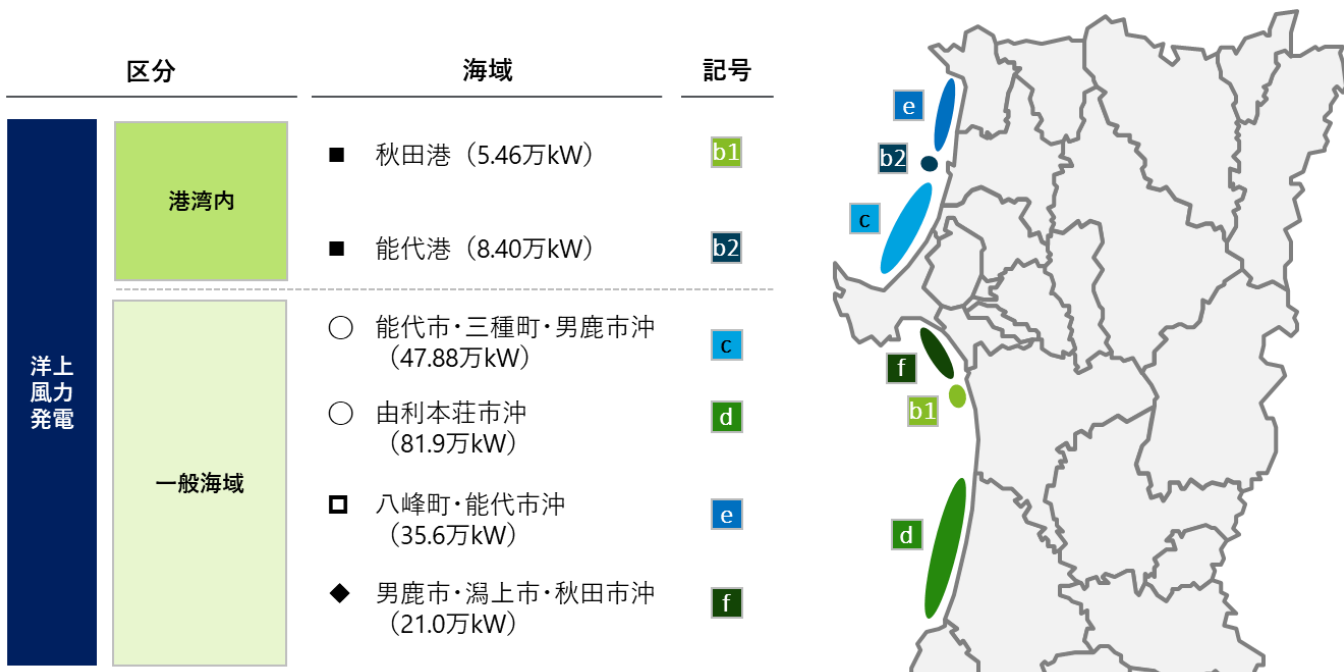 区分 海域 記号
洋上
風力
発電
港湾内
■ 秋田港（5.46万kW） b1
■ 能代港（8.40万kW） b2
一般海域
○ 能代市・三種町・男鹿市沖
（47.88万kW） c
○ 由利本荘市沖
（81.9万kW） d
八峰町・能代市沖
(35.6万kW） e
◆ 男鹿市・潟上市・秋田市沖
（21.0万kW） f
e
b2
c
f
b1
d